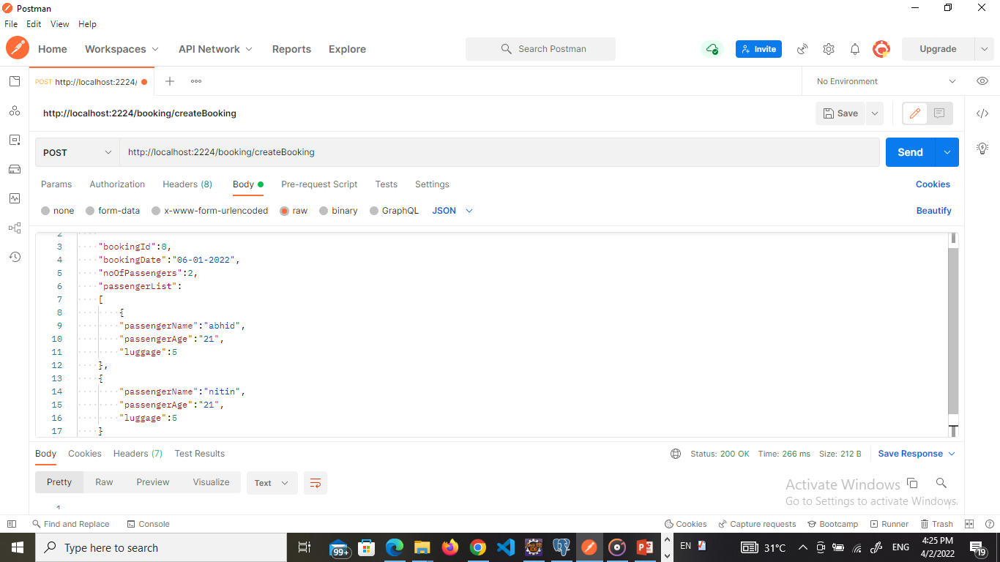 Postman
File Edit View Help
Home Workspaces API Network Reports Explore Search Postman Invite Upgrade
POST http://localhost:2224/ No Environment
http://localhost:2224/booking/createBooking Save
POST http://localhost:2224/booking/createBooking Send
Params Authorization Headers (8) Body Pre-request Script Tests Settings Cookies
none form-data x-www-form-urlencoded raw binary GraphQL JSON Beautify
2
3 "bookingId":8,
4 "bookingDate":"06-01-2022",
5 "noOfPassengers":2,
6 "passengerList":
7 [
8 {
9 "passengerName":"abhid",
10 "passengerAge":"21",
11 "luggage":5
12 },
13 {
14 "passengerName":"nitin",
15 "passengerAge":"21",
16 "luggage":5
17 }
Body Cookies Headers (7) Test Results Status: 200 OK Time: 266 ms Size: 212 B Save Response
Pretty Raw Preview Visualize Text
1
Activate Windows
Go to Settings to activate Windows.
Find and Replace Console Cookies Capture requests Bootcamp Runner Trash
Type here to search 99+ EN 31°C ENG 4:25 PM
4/2/2022 19